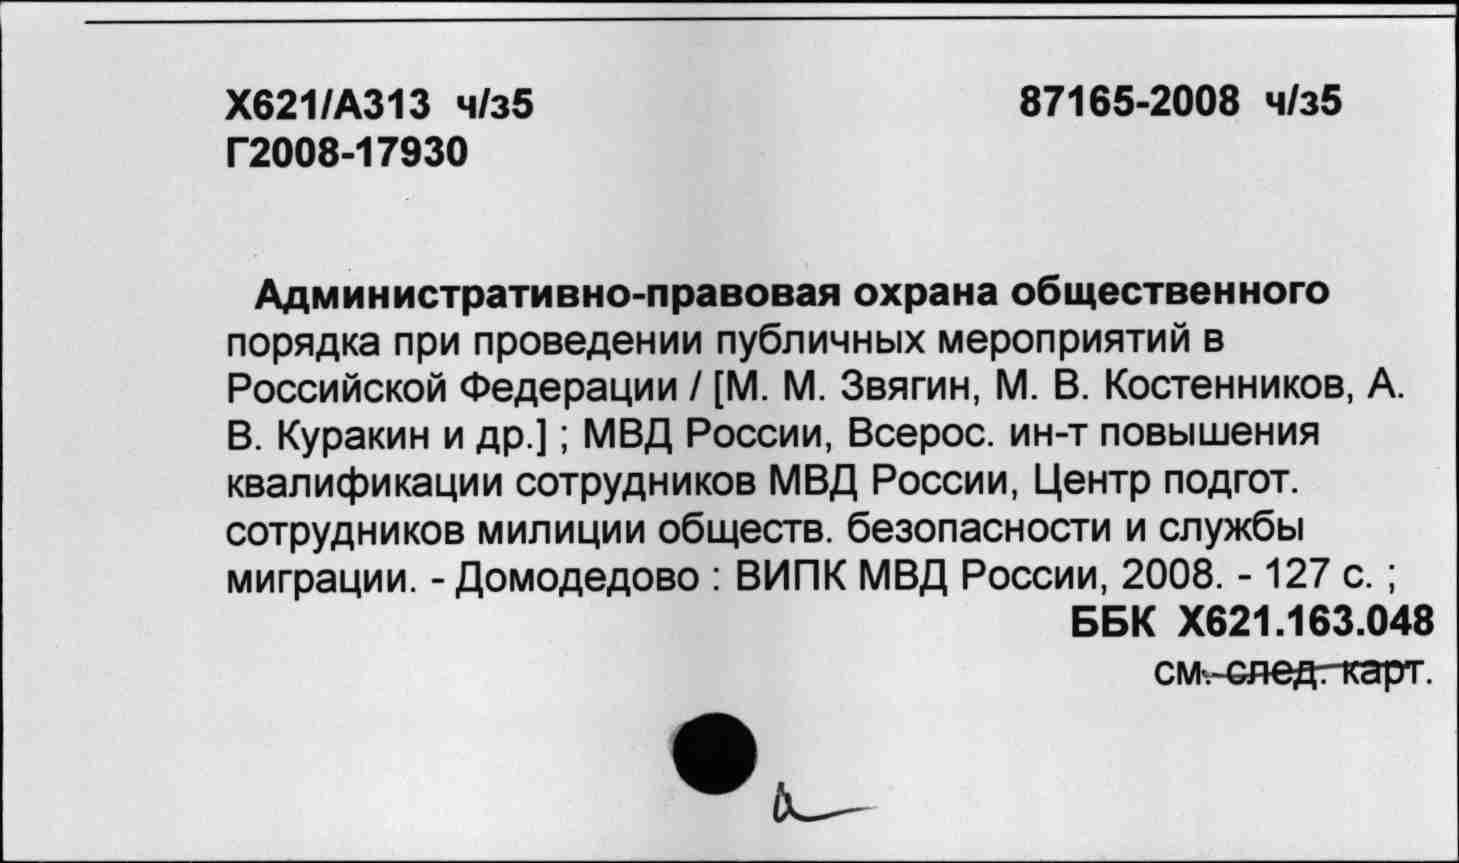 Х621/А313 ч/з5 87165-2008 ч/з5
Г2008-17930
Административно-правовая охрана общественного
порядка при проведении публичных мероприятий в
Российской Федерации / [М. М. Звягин, М. В. Костенников, А.
В. Куракин и др.] ; МВД России, Всерос. ин-т повышения
квалификации сотрудников МВД России, Центр подгот.
сотрудников милиции обществ. безопасности и службы
миграции. - Домодедово : ВИПК МВД России, 2008. - 127 с. ;
ББК Х621.163.048
см. след. карт.